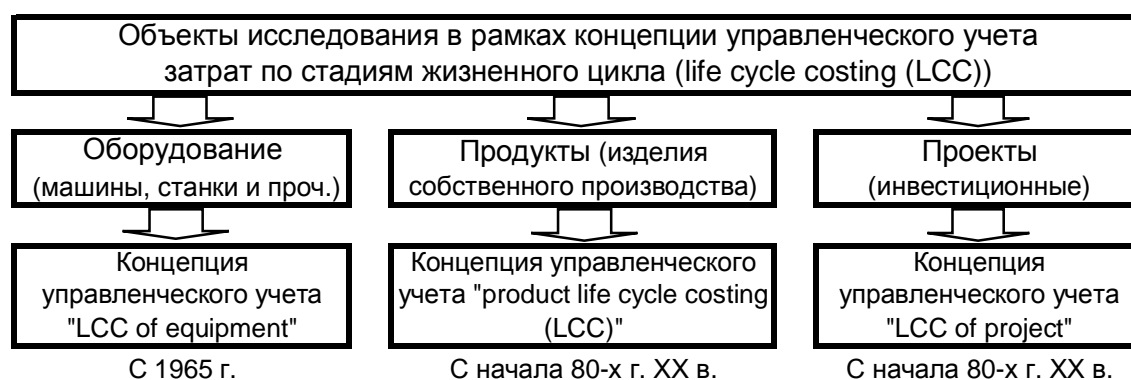 Объекты исследования в рамках концепции управленческого учета
затрат по стадиям жизненного цикла (life cycle costing (LCC))
Оборудование
(машины, станки и проч.)
Продукты (изделия
собственного производства)
Проекты
(инвестиционные)
Концепция
управленческого учета
"LCC of equipment"
Концепция управленческого
учета "product life cycle costing
(LCC)"
Концепция
управленческого учета
"LCC of project"
С 1965 г.
С начала 80-х г. XX в.
С начала 80-х г. XX в.